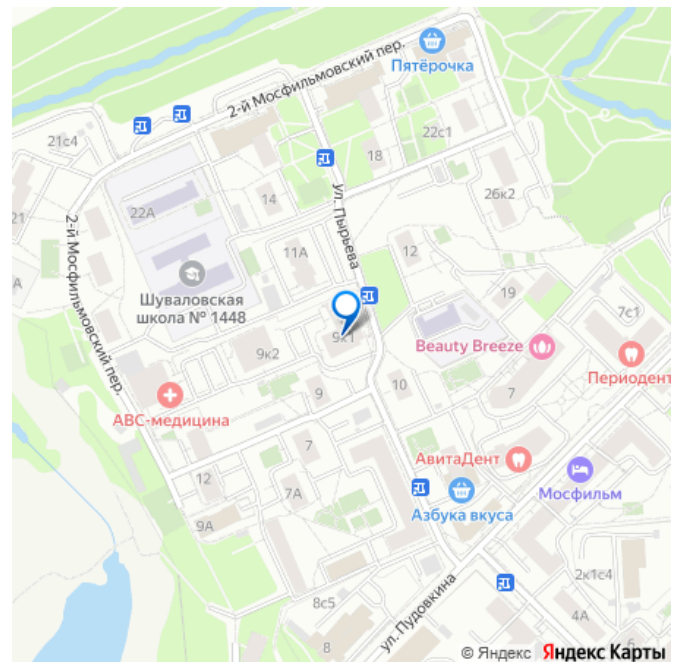 2-й Мосфильмовский пер.
Пятёрочка
21с4
22с1
18
26к2
21
22А
14
ул. Пырьева
2-й Мосфильмовский пер.
А
11А
12
Шуваловская
школа № 1448
19
7с1
9к1
Beauty Breeze
9к2
Периодент
9
10
7
АВС-медицина
7
АвитаДент
12
7А
Мосфильм
Азбука вкуса
9А
2к1с4
8с5
4А
ул. Пудовкина
8
6
© Яндекс Яндекс Карты